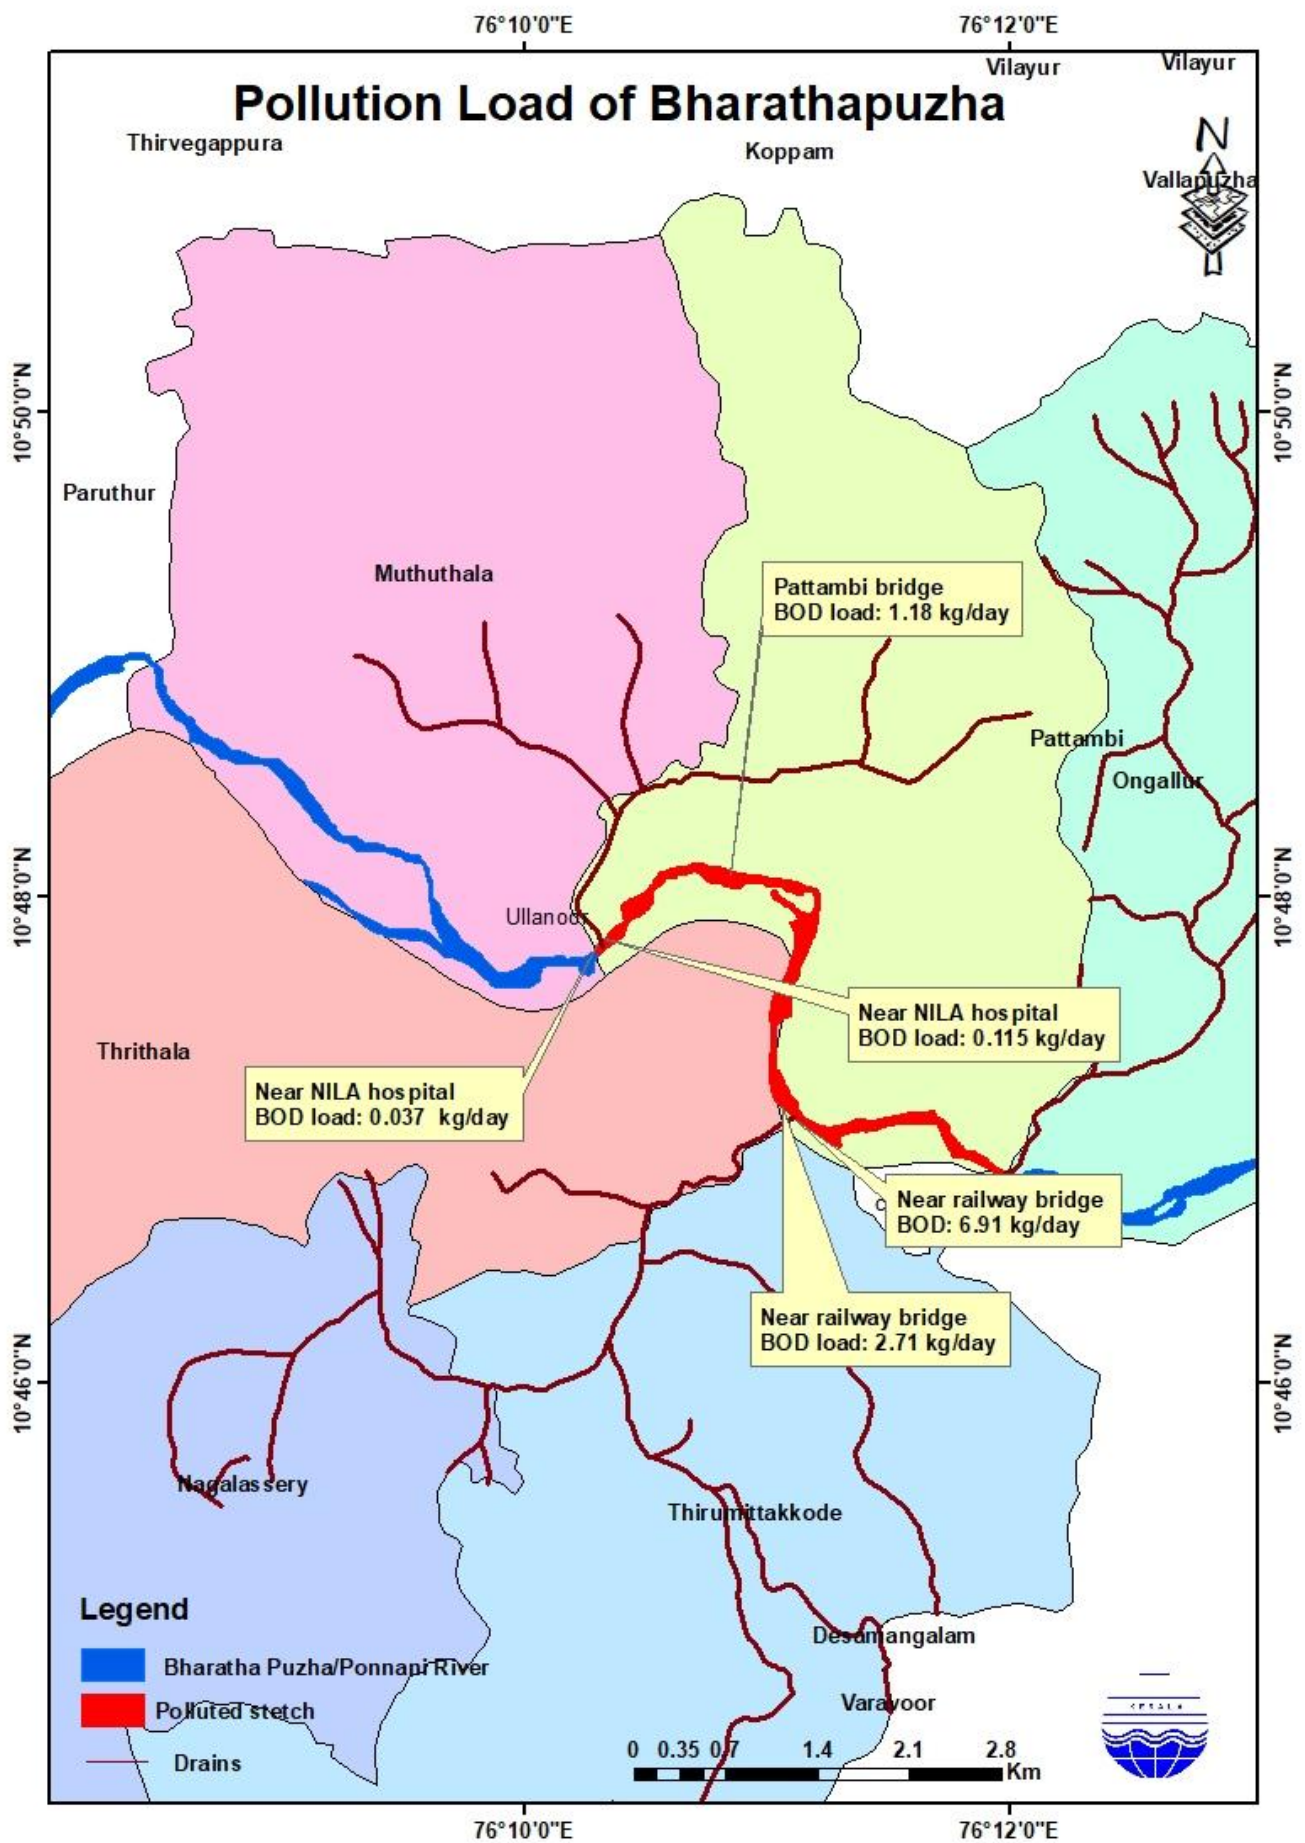 76°10'0"E 76°12'0"E
Vilayur Vilayur
Pollution Load of Bharathapuzha
Thirvegappura
Koppam
N
Vallapuzha
10°50'0"N 10°50'0"N
Paruthur
Muthuthala
Pattambi bridge
BOD load: 1.18 kg/day
Pattambi
Ongallur
10°48'0"N 10°48'0"N
Ullanoor
Near NILA hospital
BOD load: 0.115 kg/day
Thrithala
Near NILA hospital
BOD load: 0.037 kg/day
Near railway bridge
BOD: 6.91 kg/day
Near railway bridge
BOD load: 2.71 kg/day
10°46'0"N 10°46'0"N
Nagalassery
Thirumittakkode
Legend
Desamangalam
Bharatha Puzha/Ponnani River
Varavoor
Polluted stetch
KERALA
Drains
0 0.35 0.7 1.4 2.1 2.8
Km
76°10'0"E 76°12'0"E